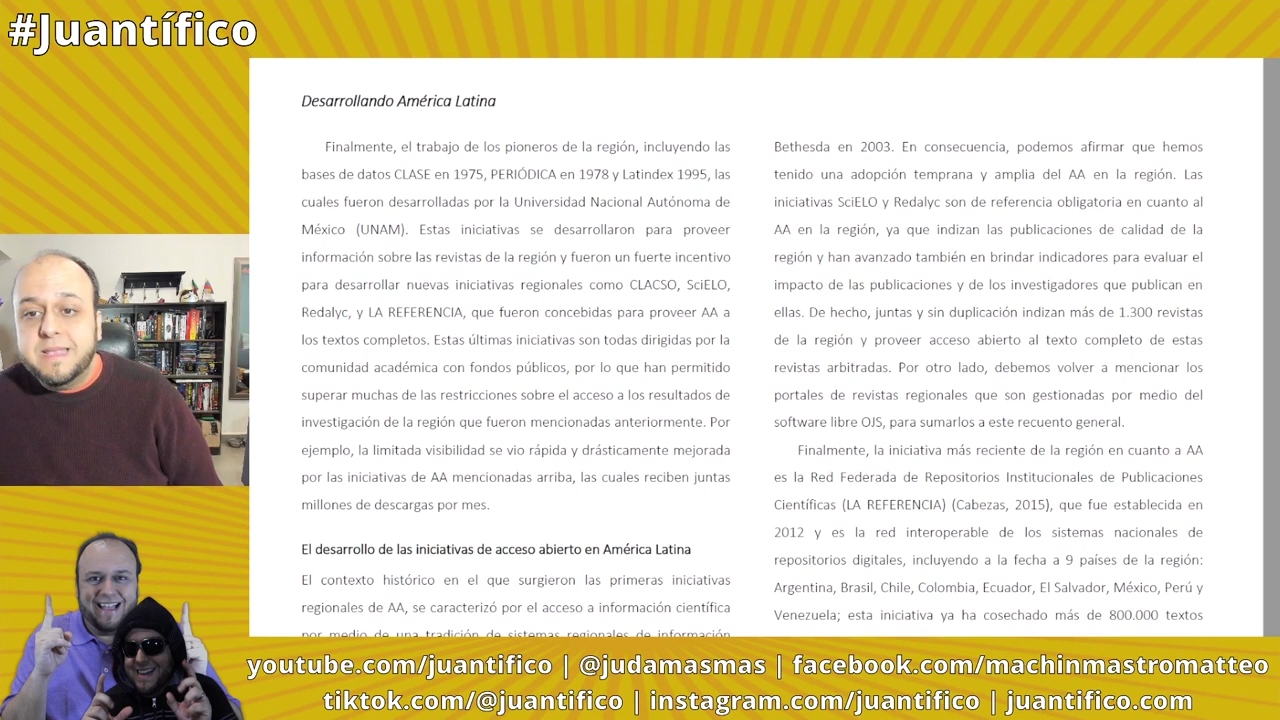 #Juantífico
Desarrollando América Latina
Finalmente, el trabajo de los pioneros de la región, incluyendo las
bases de datos CLASE en 1975, PERIÓDICA en 1978 y Latindex 1995, las
cuales fueron desarrolladas por la Universidad Nacional Autónoma de
México (UNAM). Estas iniciativas se desarrollaron para proveer
información sobre las revistas de la región y fueron un fuerte incentivo
para desarrollar nuevas iniciativas regionales como CLACSO, SciELO,
Redalyc, y LA REFERENCIA, que fueron concebidas para proveer AA a
los textos completos. Estas últimas iniciativas son todas dirigidas por la
comunidad académica con fondos públicos, por lo que han permitido
superar muchas de las restricciones sobre el acceso a los resultados de
investigación de la región que fueron mencionadas anteriormente. Por
ejemplo, la limitada visibilidad se vio rápida y drásticamente mejorada
por las iniciativas de AA mencionadas arriba, las cuales reciben juntas
millones de descargas por mes.
El desarrollo de las iniciativas de acceso abierto en América Latina
El contexto histórico en el que surgieron las primeras iniciativas
regionales de AA, se caracterizó por el acceso a información científica
por medio de una tradición de sistemas regionales de información
Bethesda en 2003. En consecuencia, podemos afirmar que hemos
tenido una adopción temprana y amplia del AA en la región. Las
iniciativas SciELO y Redalyc son de referencia obligatoria en cuanto al
AA en la región, ya que indizan las publicaciones de calidad de la
región y han avanzado también en brindar indicadores para evaluar el
impacto de las publicaciones y de los investigadores que publican en
ellas. De hecho, juntas y sin duplicación indizan más de 1.300 revistas
de la región y proveer acceso abierto al texto completo de estas
revistas arbitradas. Por otro lado, debemos volver a mencionar los
portales de revistas regionales que son gestionadas por medio del
software libre OJS, para sumarlos a este recuento general.
Finalmente, la iniciativa más reciente de la región en cuanto a AA
es la Red Federada de Repositorios Institucionales de Publicaciones
Científicas (LA REFERENCIA) (Cabezas, 2015), que fue establecida en
2012 y es la red interoperable de los sistemas nacionales de
repositorios digitales, incluyendo a la fecha a 9 países de la región:
Argentina, Brasil, Chile, Colombia, Ecuador, El Salvador, México, Perú y
Venezuela; esta iniciativa ya ha cosechado más de 800.000 textos
youtube.com/juantifico | @judamasmas | facebook.com/machinmastromatteo
tiktok.com/@juantifico | instagram.com/juantifico | juantifico.com